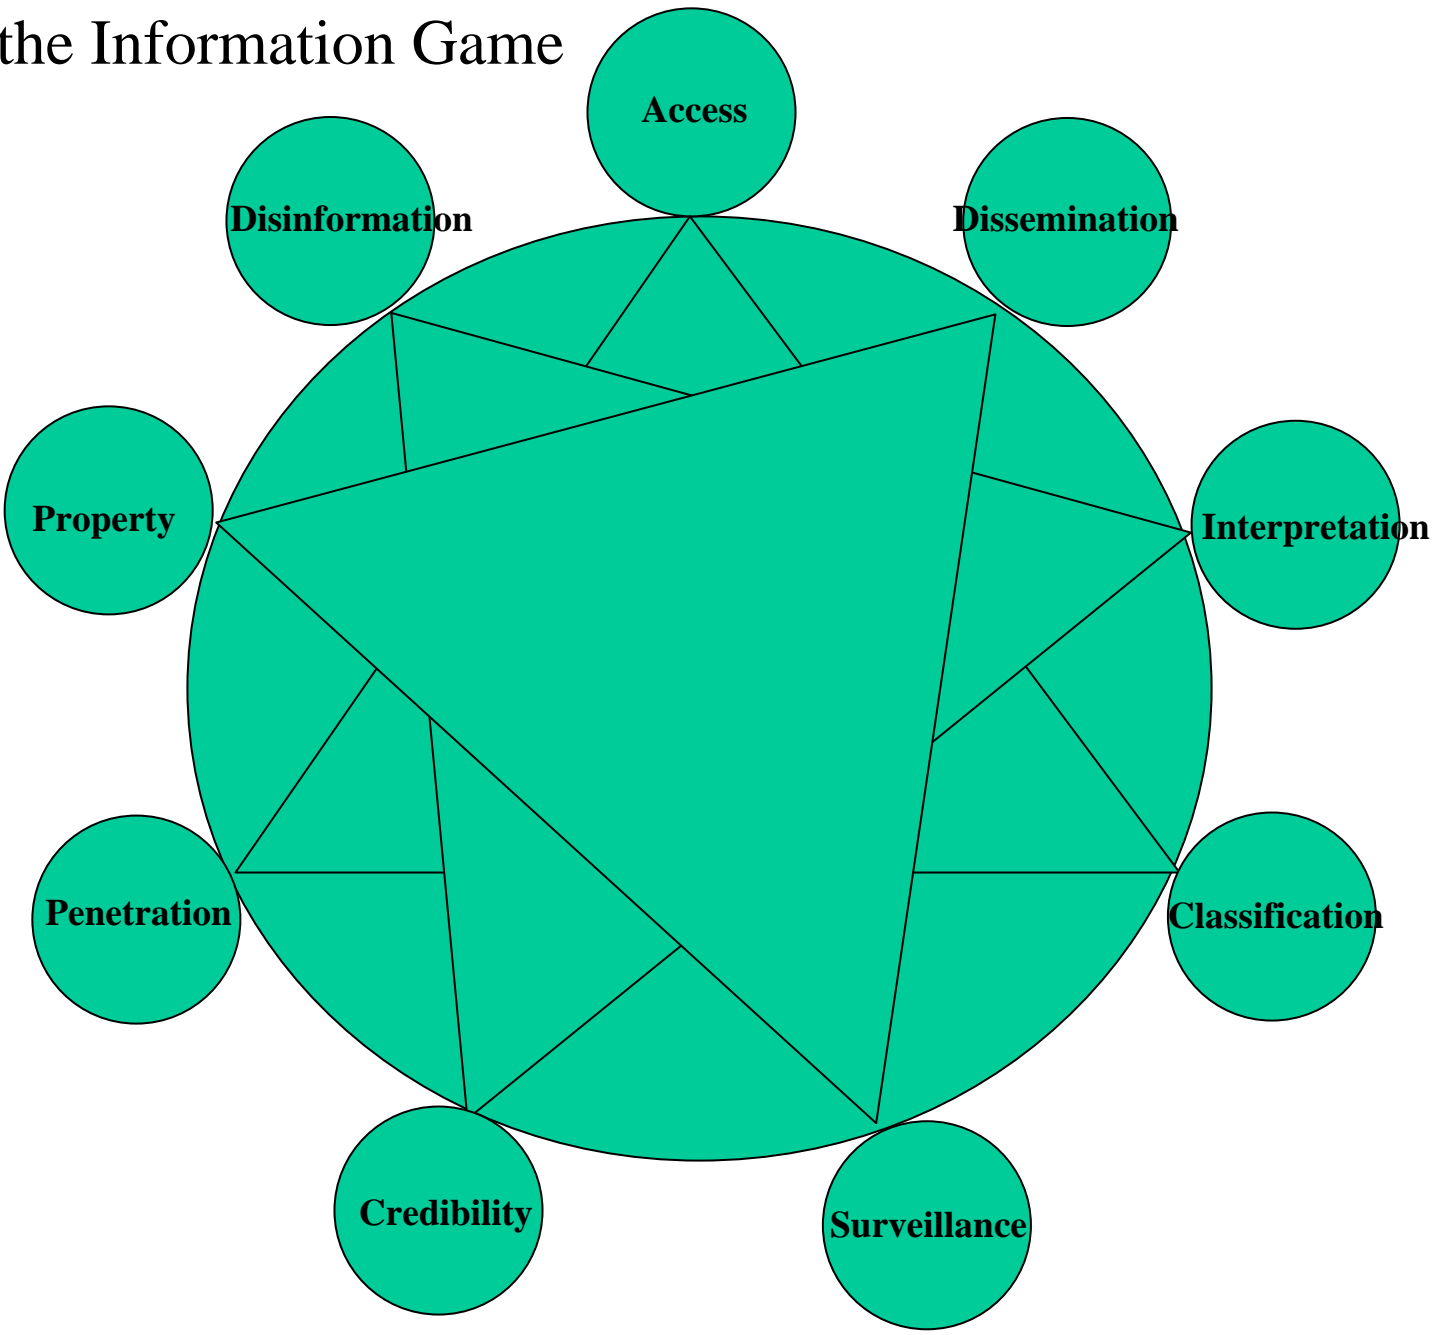 the Information Game
Access
Disinformation
Dissemination
Property
Interpretation
Penetration
Classification
Credibility
Surveillance